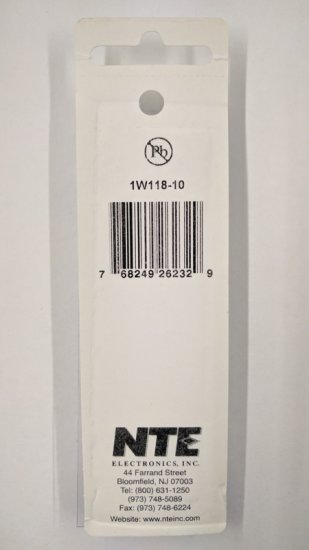 Pb
1W118-10
7 68249 26232 9
NTE
ELECTRONICS, INC.
44 Farrand Street
Bloomfield, NJ 07003
Tel: (800) 631-1250
(973) 748-5089
Fax: (973) 748-6224
Website: www.nteinc.com